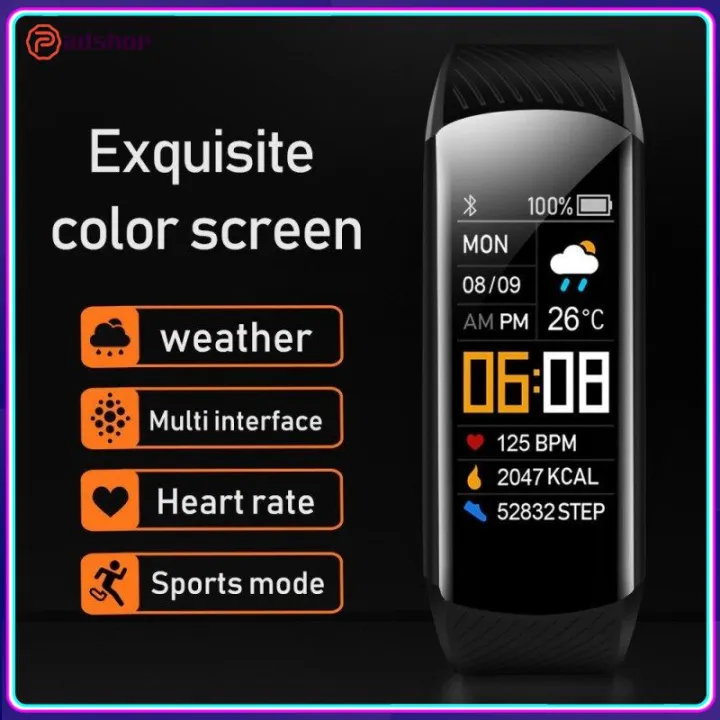 Padshop
Exquisite
color screen
weather
Multi interface
Heart rate
Sports mode
100%
MON
08/09
AM PM
26°C
06:08
125 BPM
2047 KCAL
52832 STEP